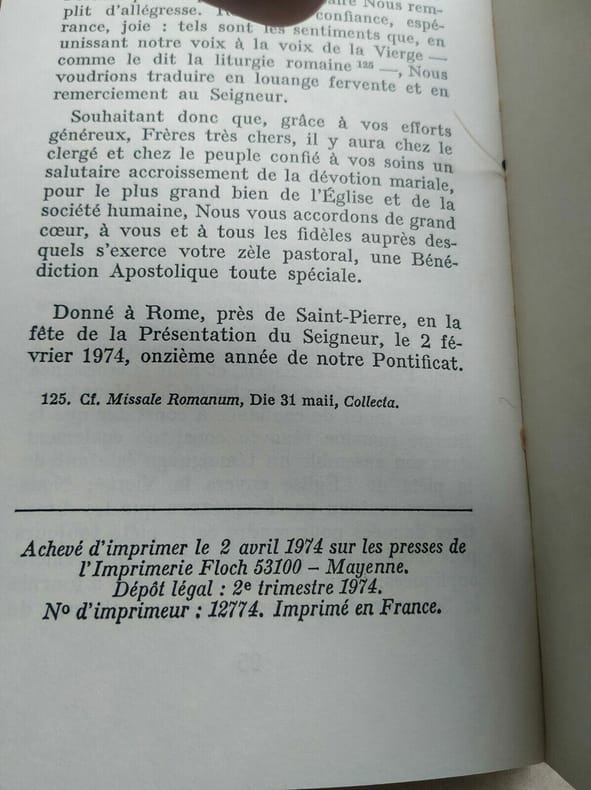 Nous rem-
plit d'allégresse. confiance, espé-
rance, joie : tels sont les sentiments que, en
unissant notre voix à la voix de la Vierge —
comme le dit la liturgie romaine 125 —, Nous
voudrions traduire en louange fervente et en
remerciement au Seigneur.
Souhaitant donc que, grâce à vos efforts
généreux, Frères très chers, il y aura chez le
clergé et chez le peuple confié à vos soins un
salutaire accroissement de la dévotion mariale,
pour le plus grand bien de l'Église et de la
société humaine, Nous vous accordons de grand
cœur, à vous et à tous les fidèles auprès des-
quels s'exerce votre zèle pastoral, une Béné-
diction Apostolique toute spéciale.
Donné à Rome, près de Saint-Pierre, en la
fête de la Présentation du Seigneur, le 2 fé-
vrier 1974, onzième année de notre Pontificat.
125. Cf. Missale Romanum, Die 31 maii, Collecta.
Achevé d'imprimer le 2 avril 1974 sur les presses de
l'Imprimerie Floch 53100 – Mayenne.
Dépôt légal : 2e trimestre 1974.
No d'imprimeur : 12774. Imprimé en France.